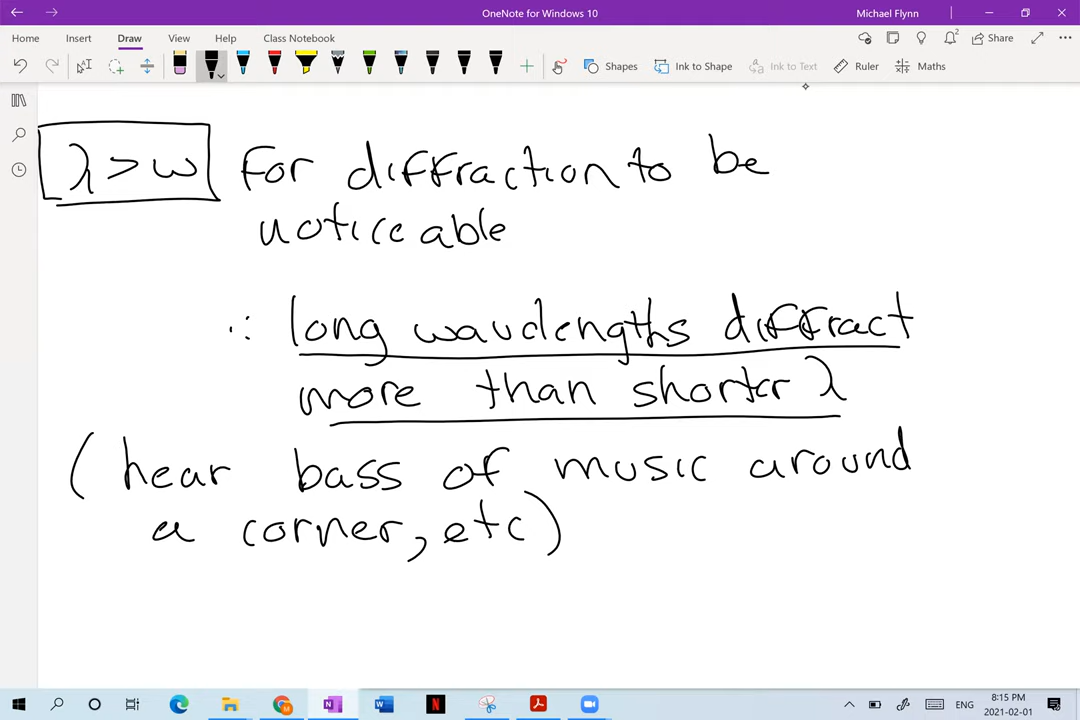 OneNote for Windows 10
Michael Flynn
Home Insert Draw View Help Class Notebook
Share
Shapes Ink to Shape Ink to Text Ruler Maths
λ > w For diffraction to be
noticeable
∴ long wavelengths diffract
more than shorter λ
(hear bass of music around
a corner, etc)
8:15 PM
ENG
2021-02-01